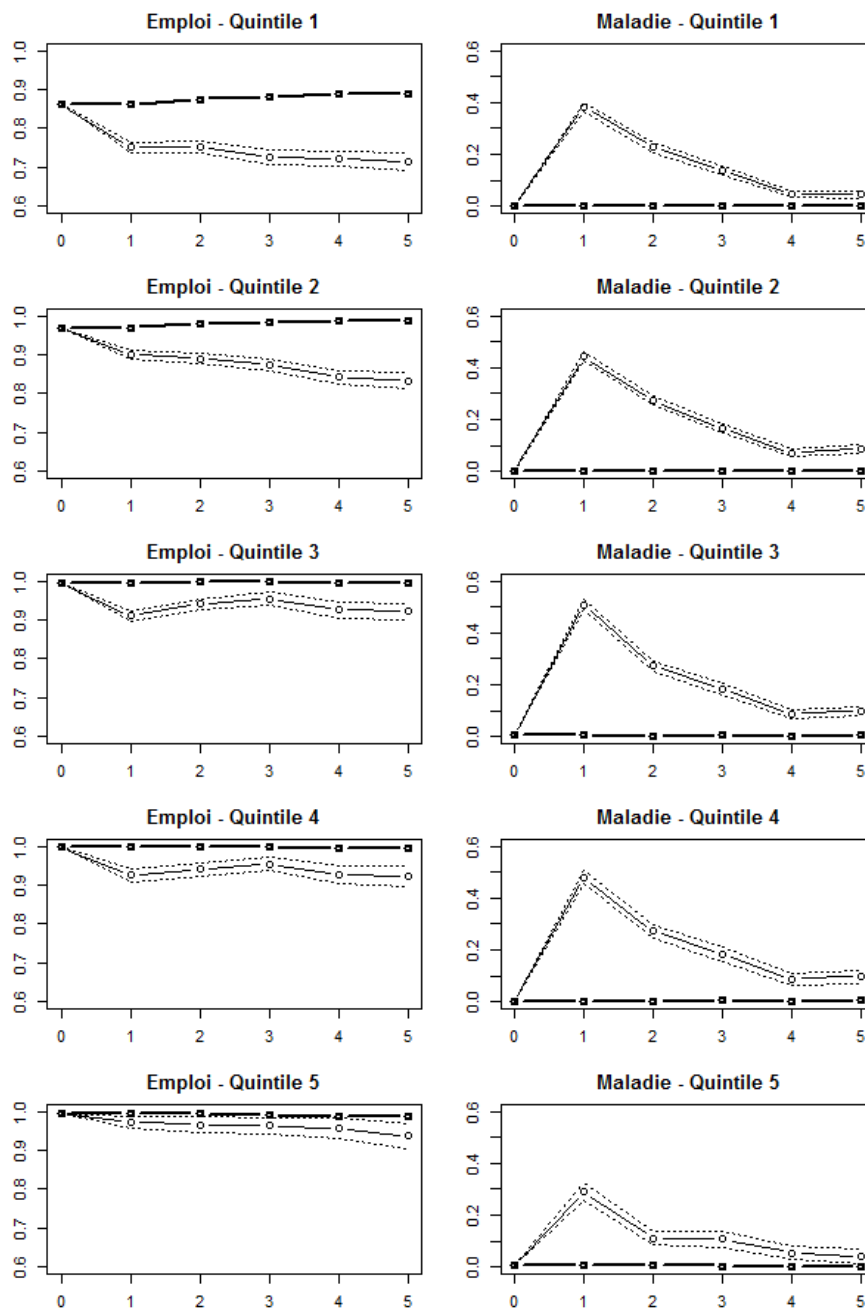 Emploi - Quintile 1
1.0
0.9
0.8
0.7
0.6
0 1 2 3 4 5
Maladie - Quintile 1
0.6
0.4
0.2
0.0
0 1 2 3 4 5
Emploi - Quintile 2
1.0
0.9
0.8
0.7
0.6
0 1 2 3 4 5
Maladie - Quintile 2
0.6
0.4
0.2
0.0
0 1 2 3 4 5
Emploi - Quintile 3
1.0
0.9
0.8
0.7
0.6
0 1 2 3 4 5
Maladie - Quintile 3
0.6
0.4
0.2
0.0
0 1 2 3 4 5
Emploi - Quintile 4
1.0
0.9
0.8
0.7
0.6
0 1 2 3 4 5
Maladie - Quintile 4
0.6
0.4
0.2
0.0
0 1 2 3 4 5
Emploi - Quintile 5
1.0
0.9
0.8
0.7
0.6
0 1 2 3 4 5
Maladie - Quintile 5
0.6
0.4
0.2
0.0
0 1 2 3 4 5